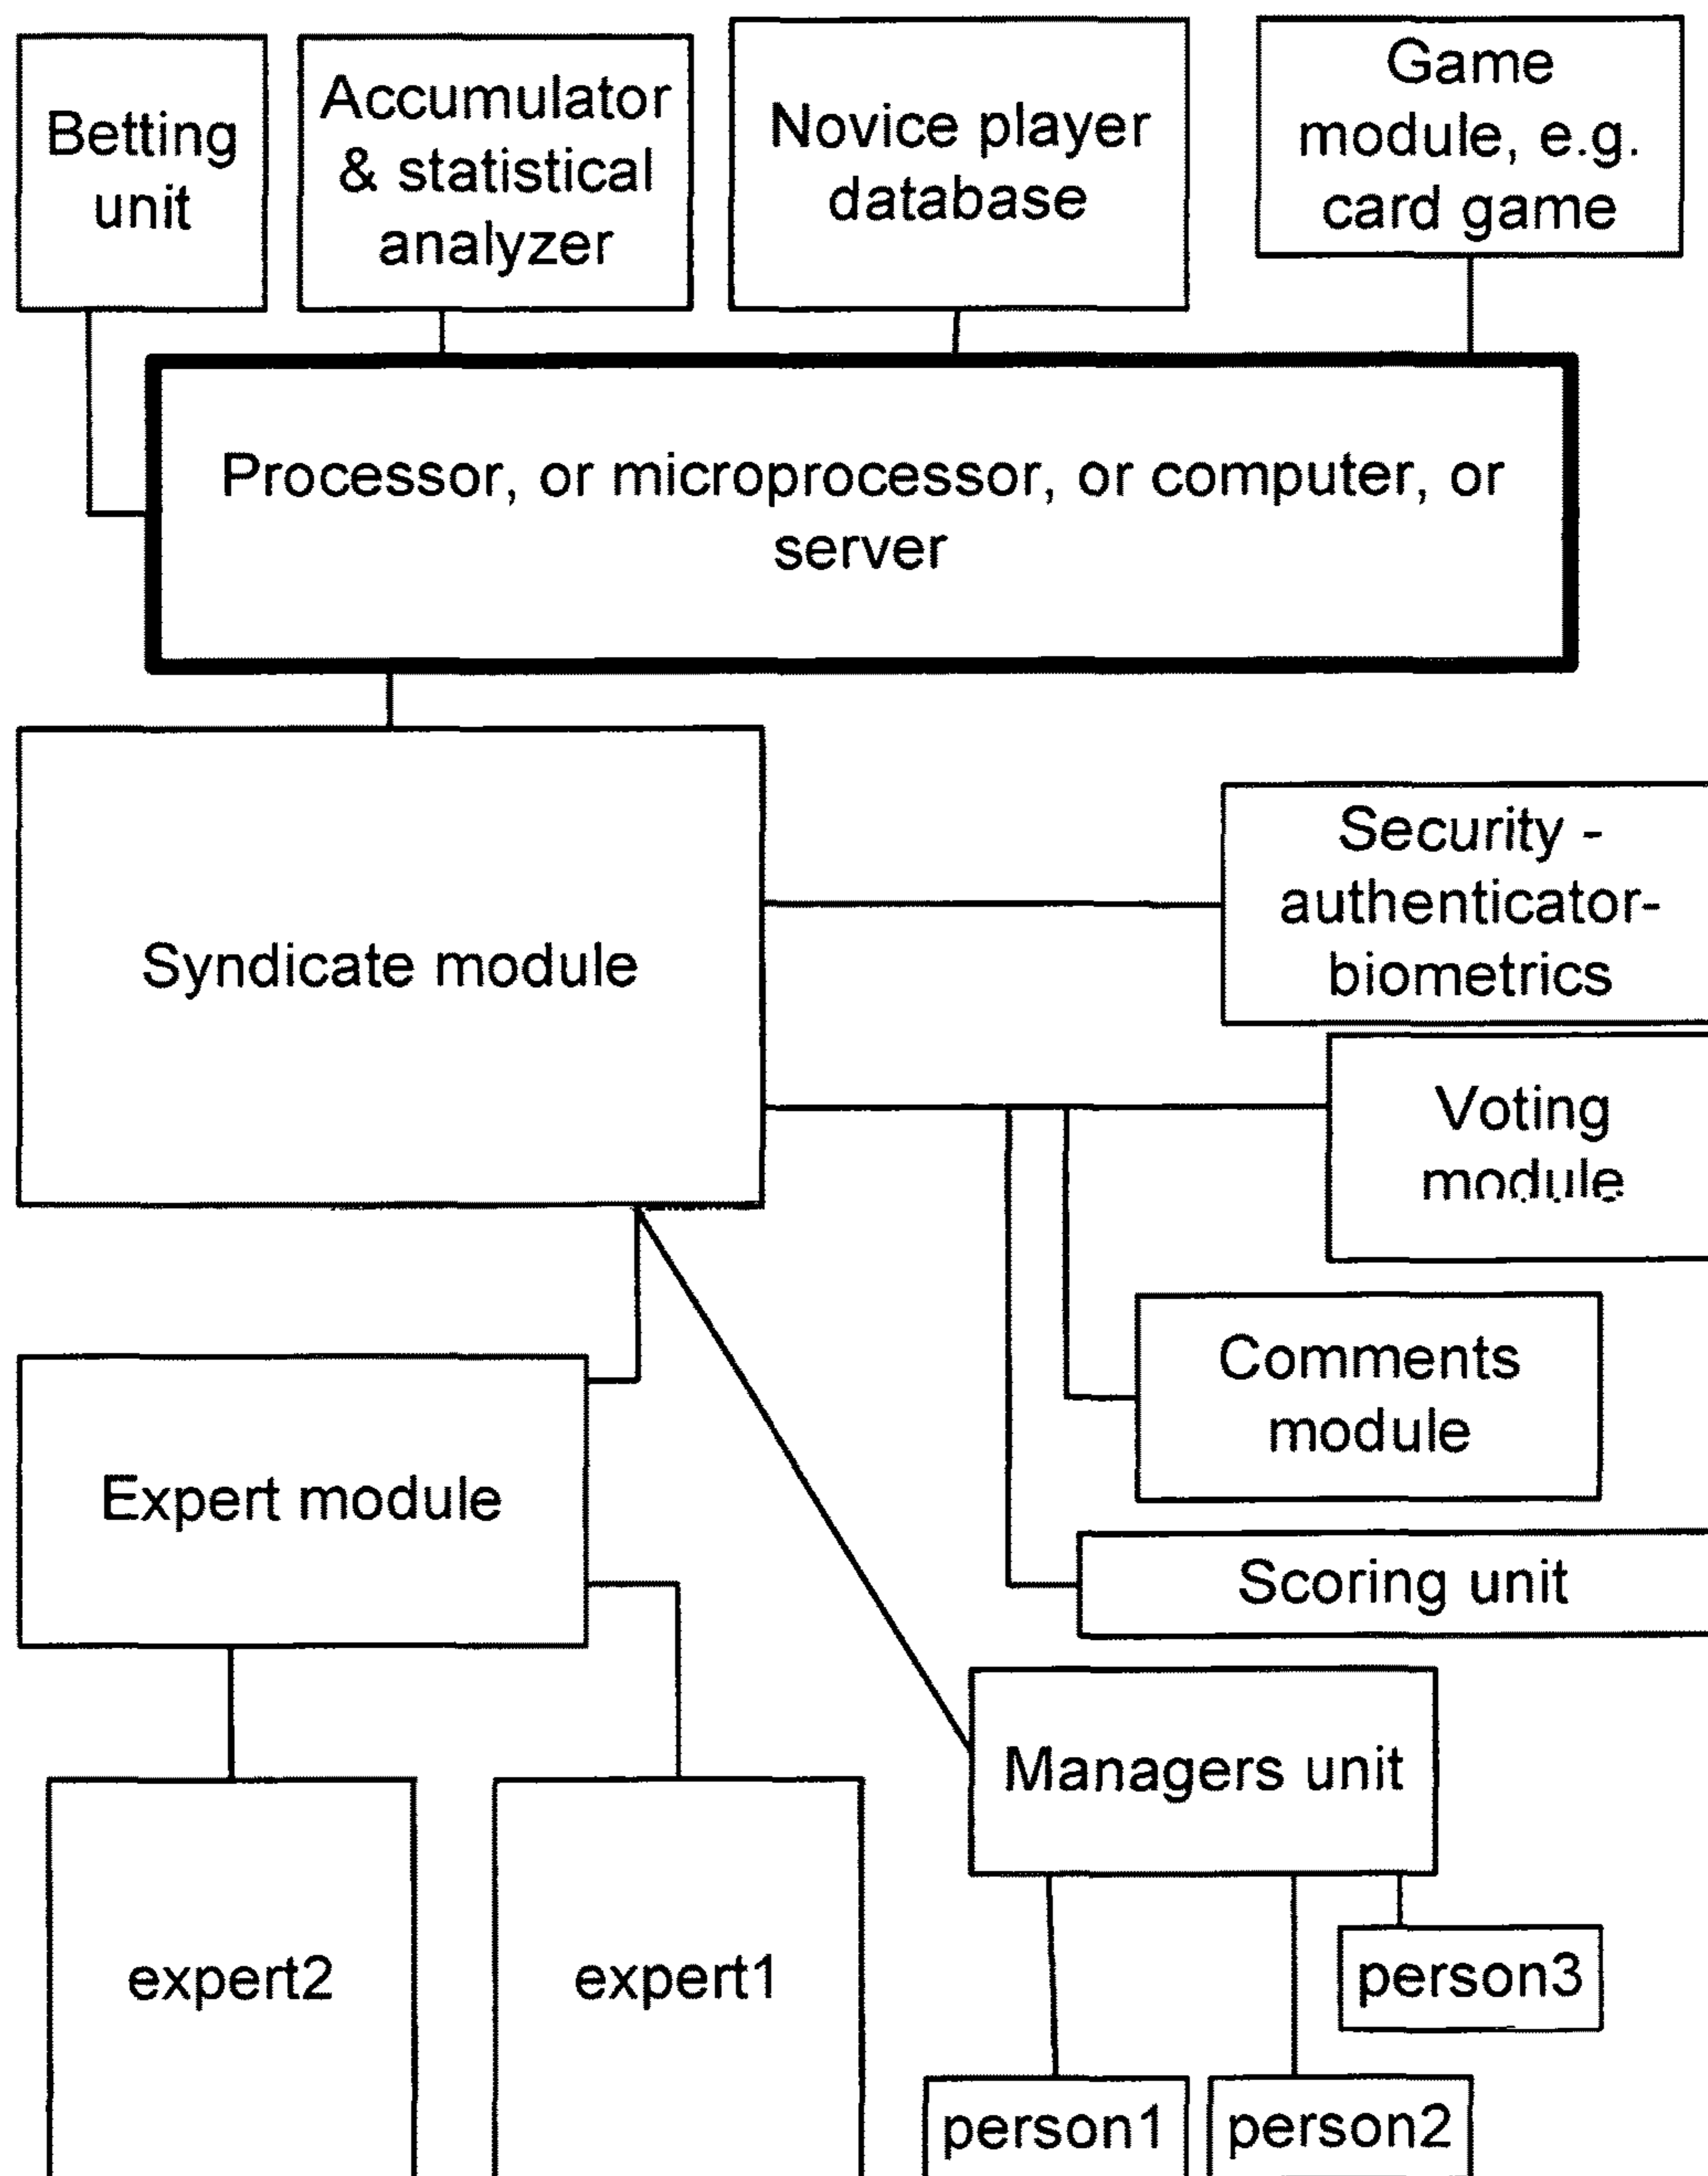 Betting
unit
Accumulator
& statistical
analyzer
Novice player
database
Game
module, e.g.
card game
Processor, or microprocessor, or computer, or
server
Syndicate module
Security -
authenticator-
biometrics
Voting
module
Comments
module
Expert module
Scoring unit
Managers unit
expert2
expert1
person3
person1
person2